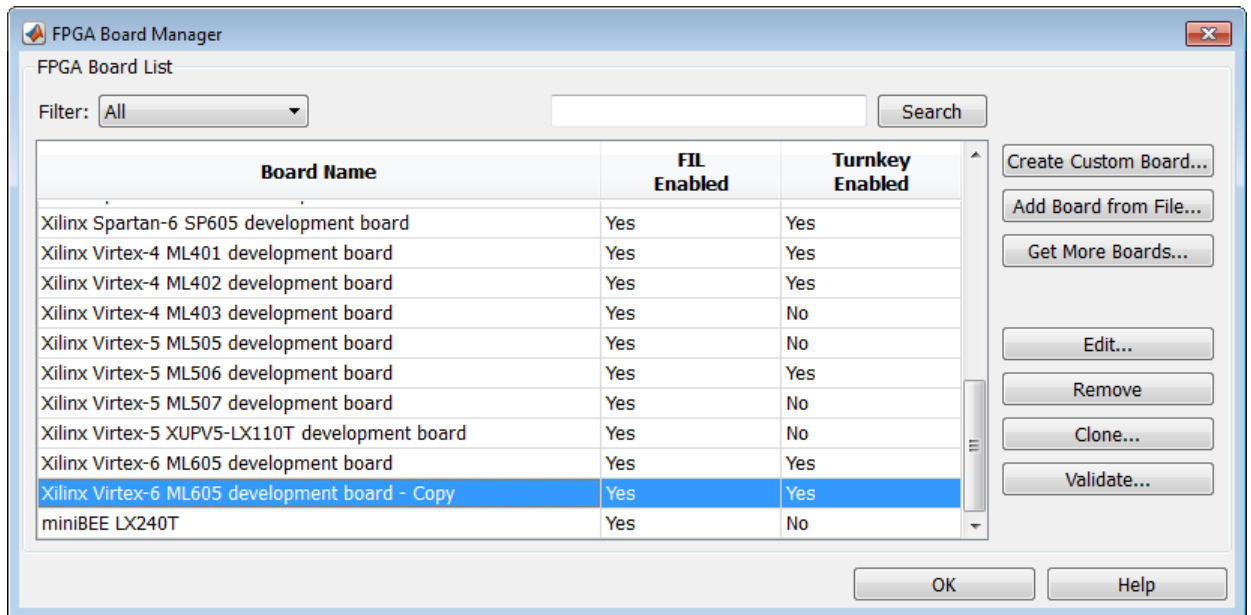 FPGA Board Manager
FPGA Board List
Filter: All Search
Board Name FIL Enabled Turnkey Enabled
Xilinx Spartan-6 SP605 development board Yes Yes
Xilinx Virtex-4 ML401 development board Yes Yes
Xilinx Virtex-4 ML402 development board Yes Yes
Xilinx Virtex-4 ML403 development board Yes No
Xilinx Virtex-5 ML505 development board Yes No
Xilinx Virtex-5 ML506 development board Yes Yes
Xilinx Virtex-5 ML507 development board Yes No
Xilinx Virtex-5 XUPV5-LX110T development board Yes No
Xilinx Virtex-6 ML605 development board Yes Yes
Xilinx Virtex-6 ML605 development board - Copy Yes Yes
miniBEE LX240T Yes No
Create Custom Board...
Add Board from File...
Get More Boards...
Edit...
Remove
Clone...
Validate...
OK Help